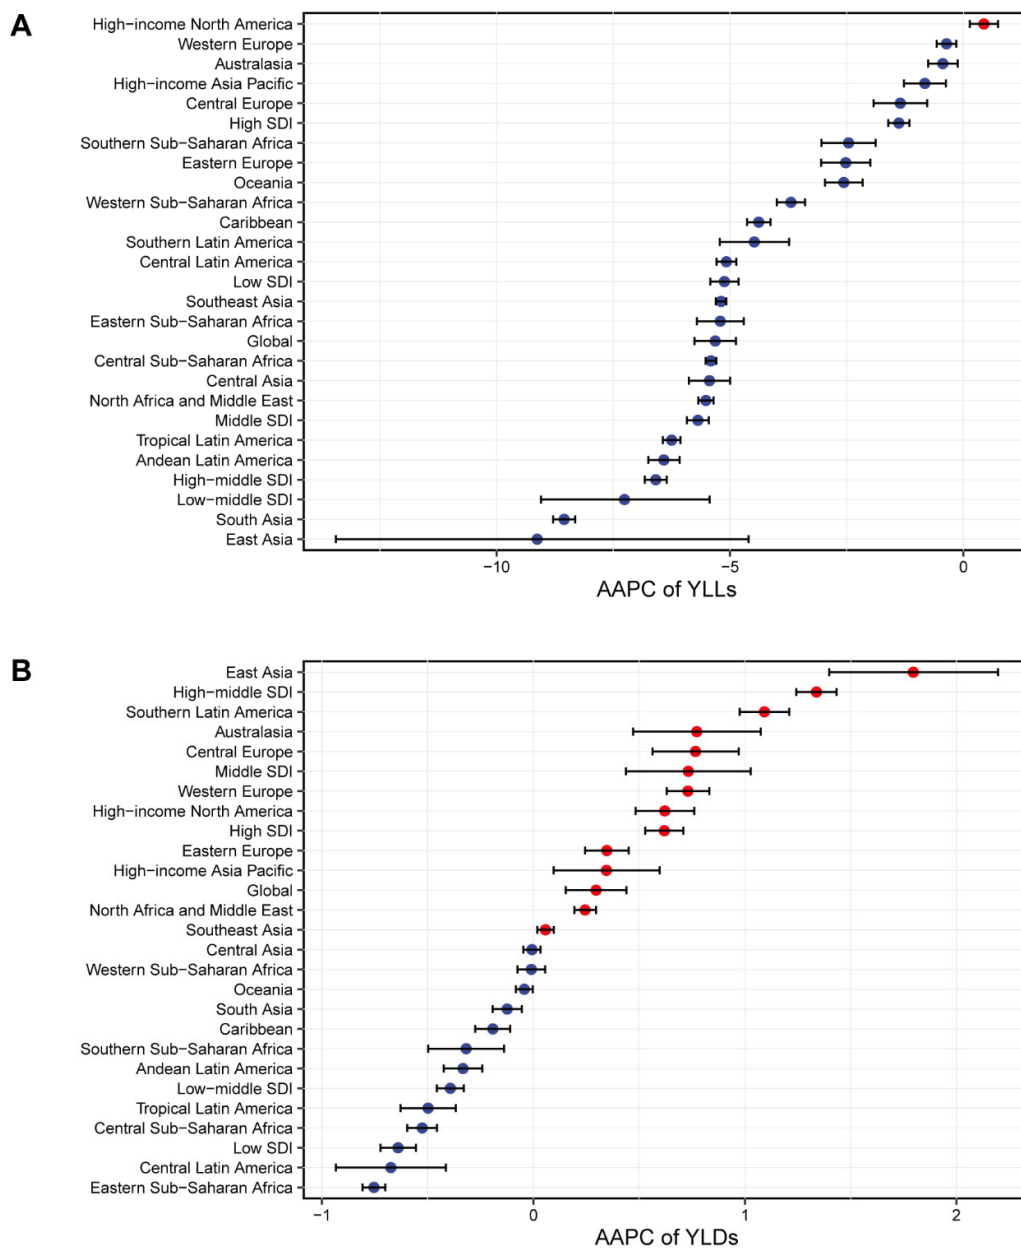 A
High−income North America
Western Europe
Australasia
High−income Asia Pacific
Central Europe
High SDI
Southern Sub−Saharan Africa
Eastern Europe
Oceania
Western Sub−Saharan Africa
Caribbean
Southern Latin America
Central Latin America
Low SDI
Southeast Asia
Eastern Sub−Saharan Africa
Global
Central Sub−Saharan Africa
Central Asia
North Africa and Middle East
Middle SDI
Tropical Latin America
Andean Latin America
High−middle SDI
Low−middle SDI
South Asia
East Asia
−10 −5 0
AAPC of YLLs
B
East Asia
High−middle SDI
Southern Latin America
Australasia
Central Europe
Middle SDI
Western Europe
High−income North America
High SDI
Eastern Europe
High−income Asia Pacific
Global
North Africa and Middle East
Southeast Asia
Central Asia
Western Sub−Saharan Africa
Oceania
South Asia
Caribbean
Southern Sub−Saharan Africa
Andean Latin America
Low−middle SDI
Tropical Latin America
Central Sub−Saharan Africa
Low SDI
Central Latin America
Eastern Sub−Saharan Africa
−1 0 1 2
AAPC of YLDs